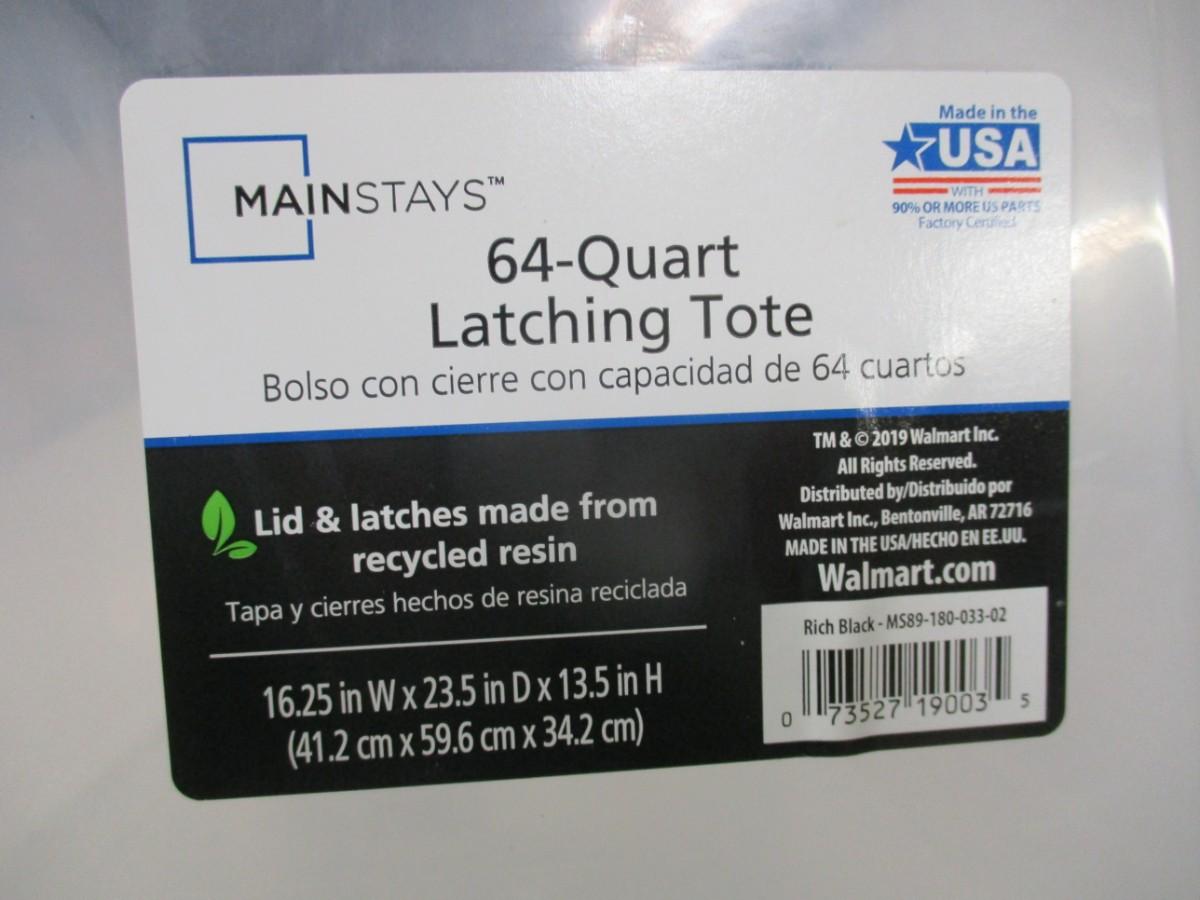 MAINSTAYS™
Made in the
USA
WITH
90% OR MORE US PARTS
Factory Certified
64-Quart
Latching Tote
Bolso con cierre con capacidad de 64 cuartos
Lid & latches made from
recycled resin
Tapa y cierres hechos de resina reciclada
16.25 in W x 23.5 in D x 13.5 in H
(41.2 cm x 59.6 cm x 34.2 cm)
TM & © 2019 Walmart Inc.
All Rights Reserved.
Distributed by/Distribuido por
Walmart Inc., Bentonville, AR 72716
MADE IN THE USA/HECHO EN EE.UU.
Walmart.com
Rich Black - MS89-180-033-02
0 73527 19003 5